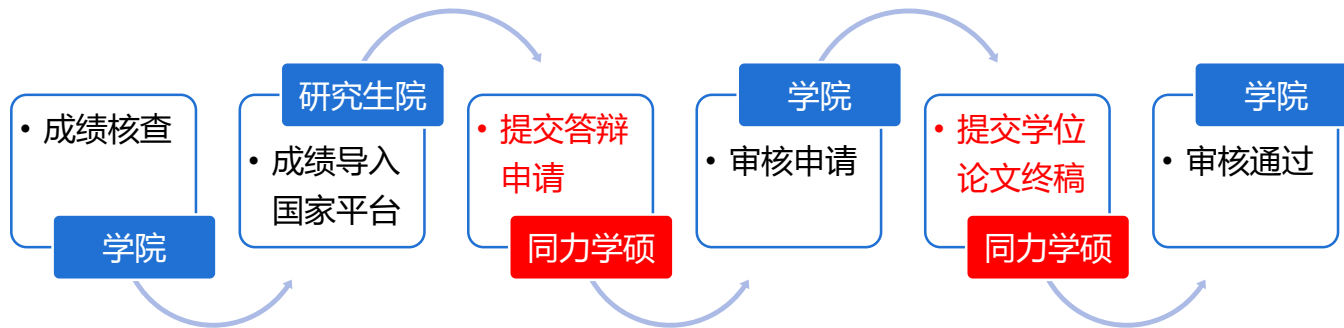 • 成绩核查
学院
研究生院
• 成绩导入
国家平台
• 提交答辩
申请
同力学硕
学院
• 审核申请
• 提交学位
论文终稿
同力学硕
学院
• 审核通过